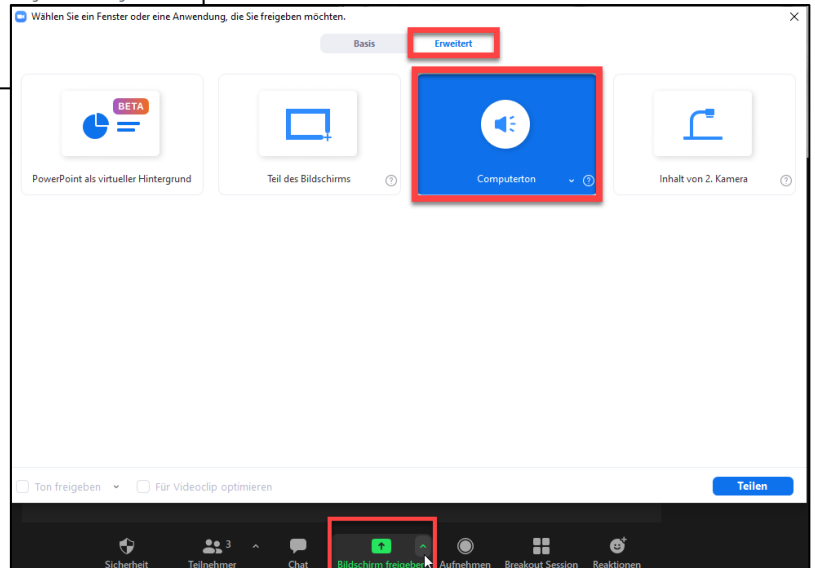 Wählen Sie ein Fenster oder eine Anwendung, die Sie freigeben möchten.
Basis
Erweitert
BETA
PowerPoint als virtueller Hintergrund
Teil des Bildschirms
Computerton
Inhalt von 2. Kamera
Ton freigeben
Für Videoclip optimieren
Teilen
3
Sicherheit
Teilnehmer
Chat
Bildschirm freigeben
Aufnehmen
Breakout Session
Reaktionen